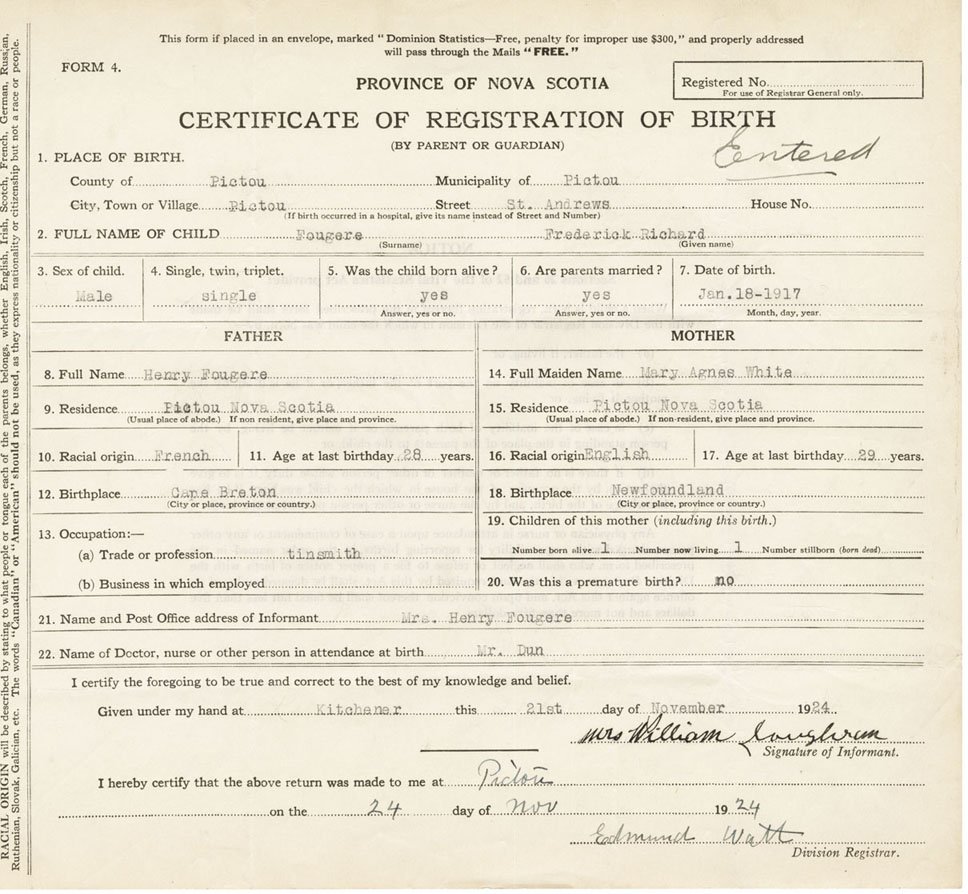 This form if placed in an envelope, marked "Dominion Statistics—Free, penalty for improper use $300," and properly addressed
will pass through the Mails "FREE."
FORM 4.
PROVINCE OF NOVA SCOTIA
Registered No.
For use of Registrar General only.
CERTIFICATE OF REGISTRATION OF BIRTH
(BY PARENT OR GUARDIAN)
Entered
1. PLACE OF BIRTH.
County of Pictou Municipality of Pictou
City, Town or Village Pictou Street St. Andrews House No.
(If birth occurred in a hospital, give its name instead of Street and Number)
2. FULL NAME OF CHILD Fougere Frederick Richard
(Surname) (Given name)
3. Sex of child. 4. Single, twin, triplet. 5. Was the child born alive? 6. Are parents married? 7. Date of birth.
Male single yes yes Jan.18-1917
Answer, yes or no. Answer, yes or no. Month, day, year.
FATHER MOTHER
8. Full Name Henry Fougere 14. Full Maiden Name Mary Agnes White
9. Residence Pictou Nova Scotia 15. Residence Pictou Nova Scotia
(Usual place of abode.) If non resident, give place and province. (Usual place of abode.) If non-resident, give place and province.
10. Racial origin French 11. Age at last birthday 28 years. 16. Racial origin English 17. Age at last birthday 29 years.
12. Birthplace Cape Breton 18. Birthplace Newfoundland
(City or place, province or country.) (City or place, province or country.)
19. Children of this mother (including this birth.)
13. Occupation:—
(a) Trade or profession tinsmith Number born alive 1 Number now living 1 Number stillborn (born dead)
(b) Business in which employed 20. Was this a premature birth? no
21. Name and Post Office address of Informant Mrs. Henry Fougere
22. Name of Doctor, nurse or other person in attendance at birth Mr. Dun
I certify the foregoing to be true and correct to the best of my knowledge and belief.
Given under my hand at Kitchener this 21st day of November 1924.
Mrs William Loughran
Signature of Informant.
I hereby certify that the above return was made to me at Pictou
on the 24 day of Nov 1924
Edmund Watt
Division Registrar.
RACIAL ORIGIN will be described by stating to what people or tongue each of the parents belongs, whether English, Irish, Scotch, French, German, Russian,
Ruthenian, Slovak, Galician, etc. The words "Canadian" or "American" should not be used, as they express nationality or citizenship but not a race or people.